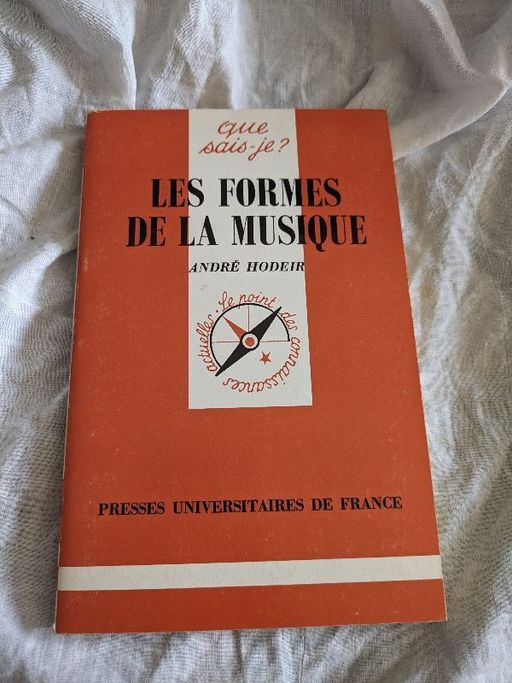 que
sais-je?
LES FORMES
DE LA MUSIQUE
ANDRÉ HODEIR
Le point des connaissances actuelles.
PRESSES UNIVERSITAIRES DE FRANCE